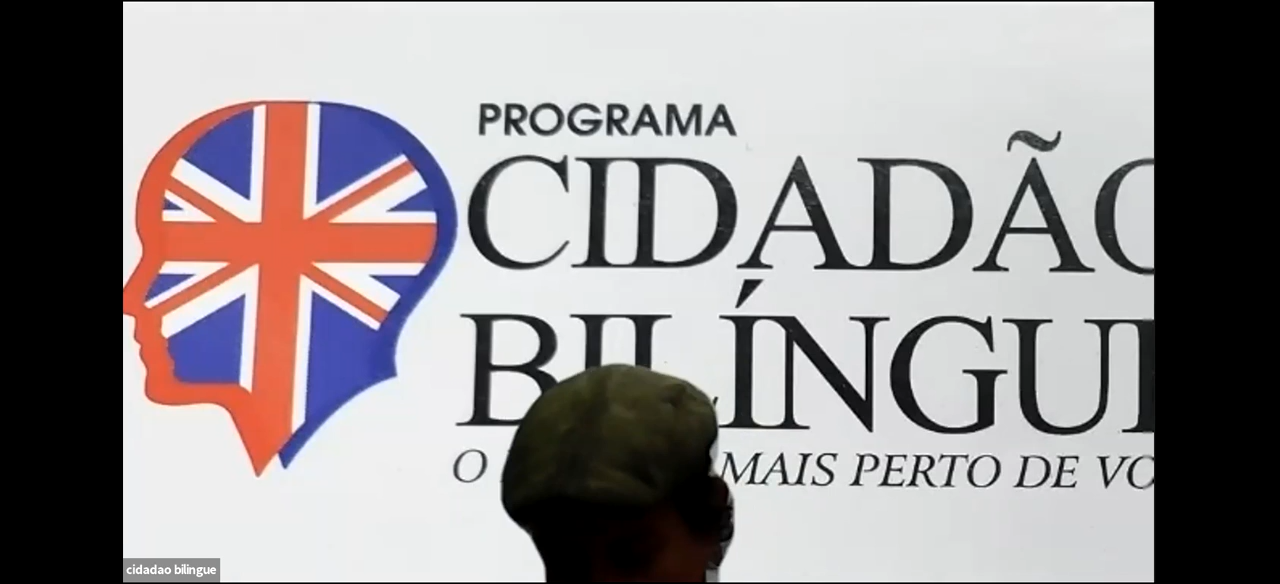 PROGRAMA
CIDADÃO
BILÍNGU
O MAIS PERTO DE VO
cidadao bilingue